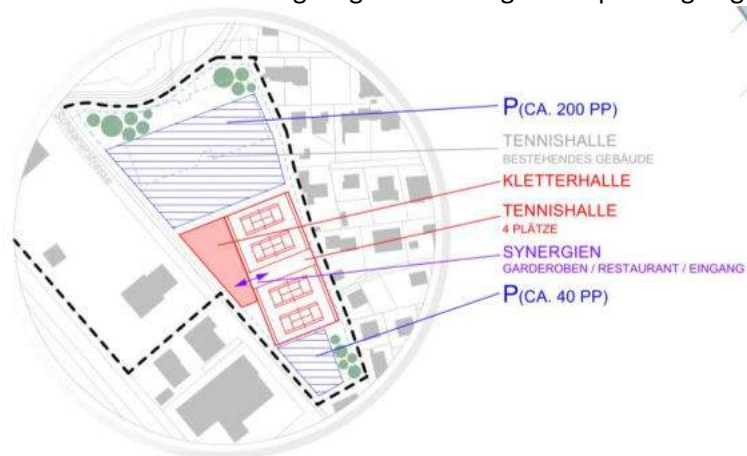 P(CA. 200 PP)
TENNISHALLE
BESTEHENDES GEBÄUDE
KLETTERHALLE
TENNISHALLE
4 PLÄTZE
SYNERGIEN
GARDEROBEN / RESTAURANT / EINGANG
P(CA. 40 PP)